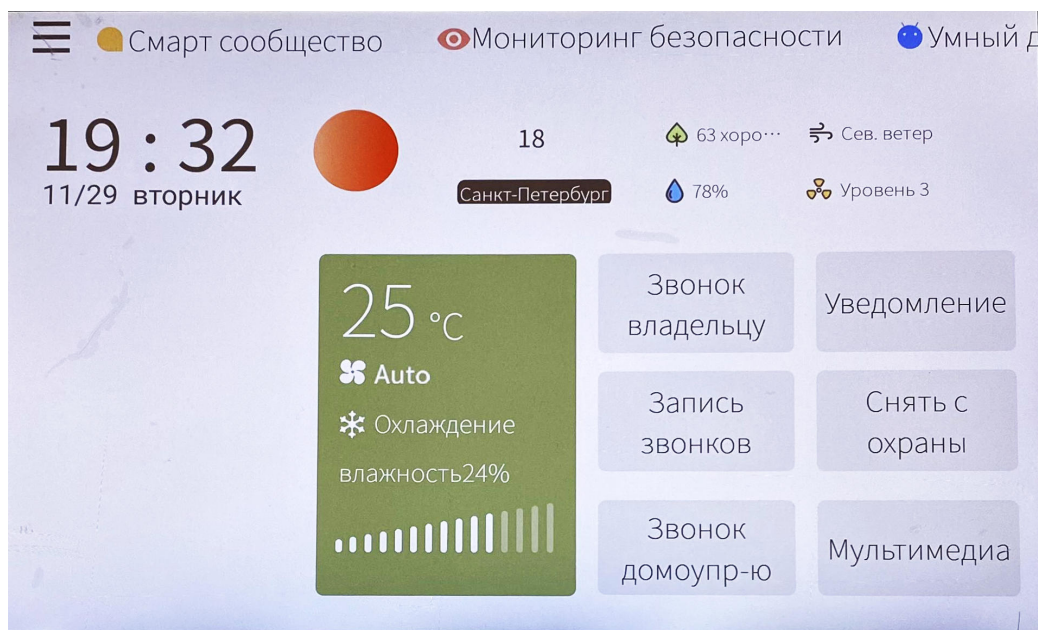 Смарт сообщество
Мониторинг безопасности
Умный
19 : 32
11/29 вторник
18
Санкт-Петербург
63 хоро…
Сев. ветер
78%
Уровень 3
25 °C
Auto
Охлаждение
влажность24%
Звонок
владельцу
Уведомление
Запись
звонков
Снять с
охраны
Звонок
домоупр-ю
Мультимедиа